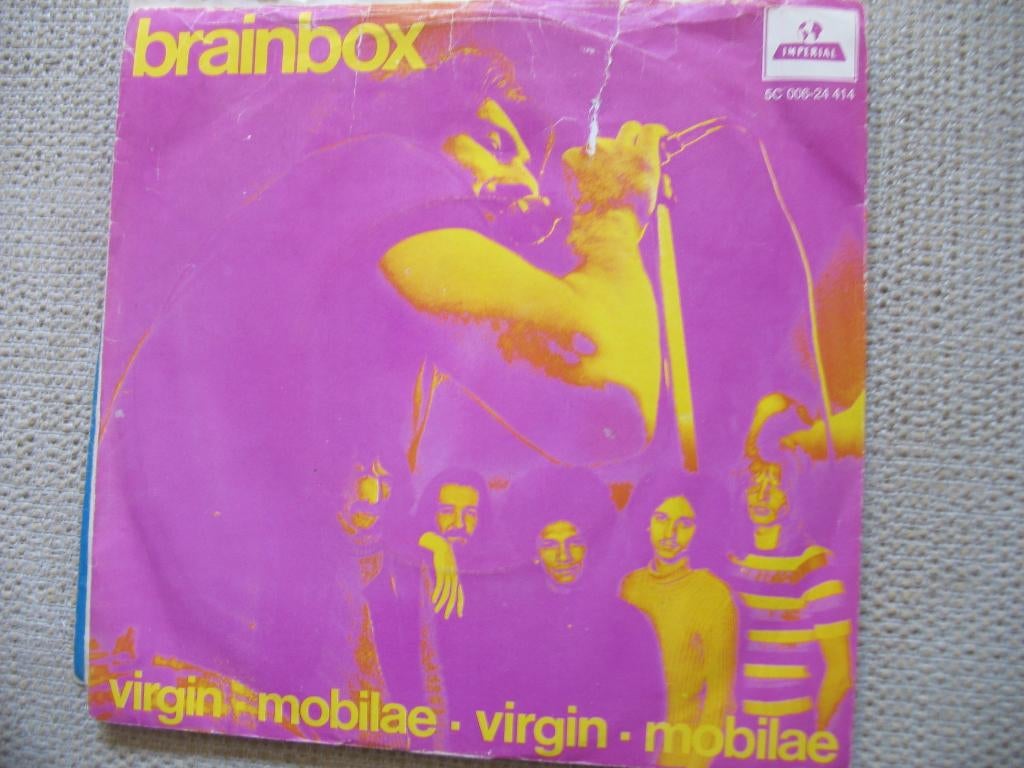 brainbox
IMPERIAL
5C 006-24 414
virgin · mobilae . virgin . mobilae